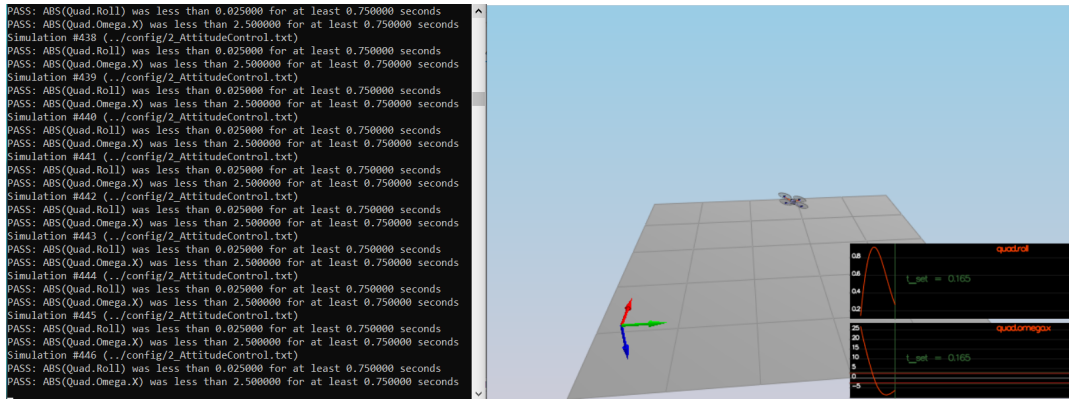 PASS: ABS(Quad.Roll) was less than 0.025000 for at least 0.750000 seconds
PASS: ABS(Quad.Omega.X) was less than 2.500000 for at least 0.750000 seconds
Simulation #438 (../config/2_AttitudeControl.txt)
PASS: ABS(Quad.Roll) was less than 0.025000 for at least 0.750000 seconds
PASS: ABS(Quad.Omega.X) was less than 2.500000 for at least 0.750000 seconds
Simulation #439 (../config/2_AttitudeControl.txt)
PASS: ABS(Quad.Roll) was less than 0.025000 for at least 0.750000 seconds
PASS: ABS(Quad.Omega.X) was less than 2.500000 for at least 0.750000 seconds
Simulation #440 (../config/2_AttitudeControl.txt)
PASS: ABS(Quad.Roll) was less than 0.025000 for at least 0.750000 seconds
PASS: ABS(Quad.Omega.X) was less than 2.500000 for at least 0.750000 seconds
Simulation #441 (../config/2_AttitudeControl.txt)
PASS: ABS(Quad.Roll) was less than 0.025000 for at least 0.750000 seconds
PASS: ABS(Quad.Omega.X) was less than 2.500000 for at least 0.750000 seconds
Simulation #442 (../config/2_AttitudeControl.txt)
PASS: ABS(Quad.Roll) was less than 0.025000 for at least 0.750000 seconds
PASS: ABS(Quad.Omega.X) was less than 2.500000 for at least 0.750000 seconds
Simulation #443 (../config/2_AttitudeControl.txt)
PASS: ABS(Quad.Roll) was less than 0.025000 for at least 0.750000 seconds
PASS: ABS(Quad.Omega.X) was less than 2.500000 for at least 0.750000 seconds
Simulation #444 (../config/2_AttitudeControl.txt)
PASS: ABS(Quad.Roll) was less than 0.025000 for at least 0.750000 seconds
PASS: ABS(Quad.Omega.X) was less than 2.500000 for at least 0.750000 seconds
Simulation #445 (../config/2_AttitudeControl.txt)
PASS: ABS(Quad.Roll) was less than 0.025000 for at least 0.750000 seconds
PASS: ABS(Quad.Omega.X) was less than 2.500000 for at least 0.750000 seconds
Simulation #446 (../config/2_AttitudeControl.txt)
PASS: ABS(Quad.Roll) was less than 0.025000 for at least 0.750000 seconds
PASS: ABS(Quad.Omega.X) was less than 2.500000 for at least 0.750000 seconds
quad.roll
0.8
0.6
t_set = 0.165
0.4
0.2
quad.omega.x
25
20
15
10
t_set = 0.165
5
0
-5